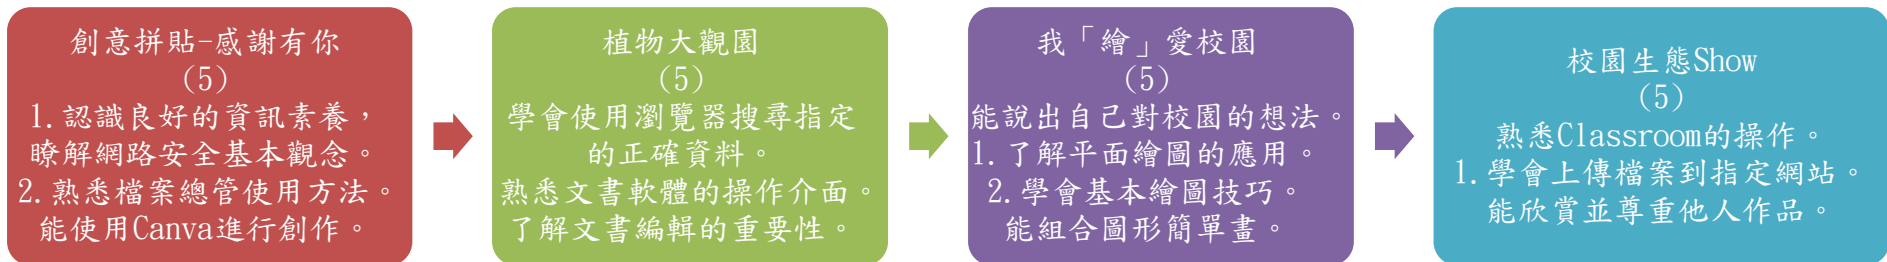 創意拼貼-感謝有你
(5)
1.認識良好的資訊素養，
瞭解網路安全基本觀念。
2.熟悉檔案總管使用方法。
能使用Canva進行創作。
植物大觀園
(5)
學會使用瀏覽器搜尋指定
的正確資料。
熟悉文書軟體的操作介面。
了解文書編輯的重要性。
我「繪」愛校園
(5)
能說出自己對校園的想法。
1.了解平面繪圖的應用。
2.學會基本繪圖技巧。
能組合圖形簡單畫。
校園生態Show
(5)
熟悉Classroom的操作。
1.學會上傳檔案到指定網站。
能欣賞並尊重他人作品。